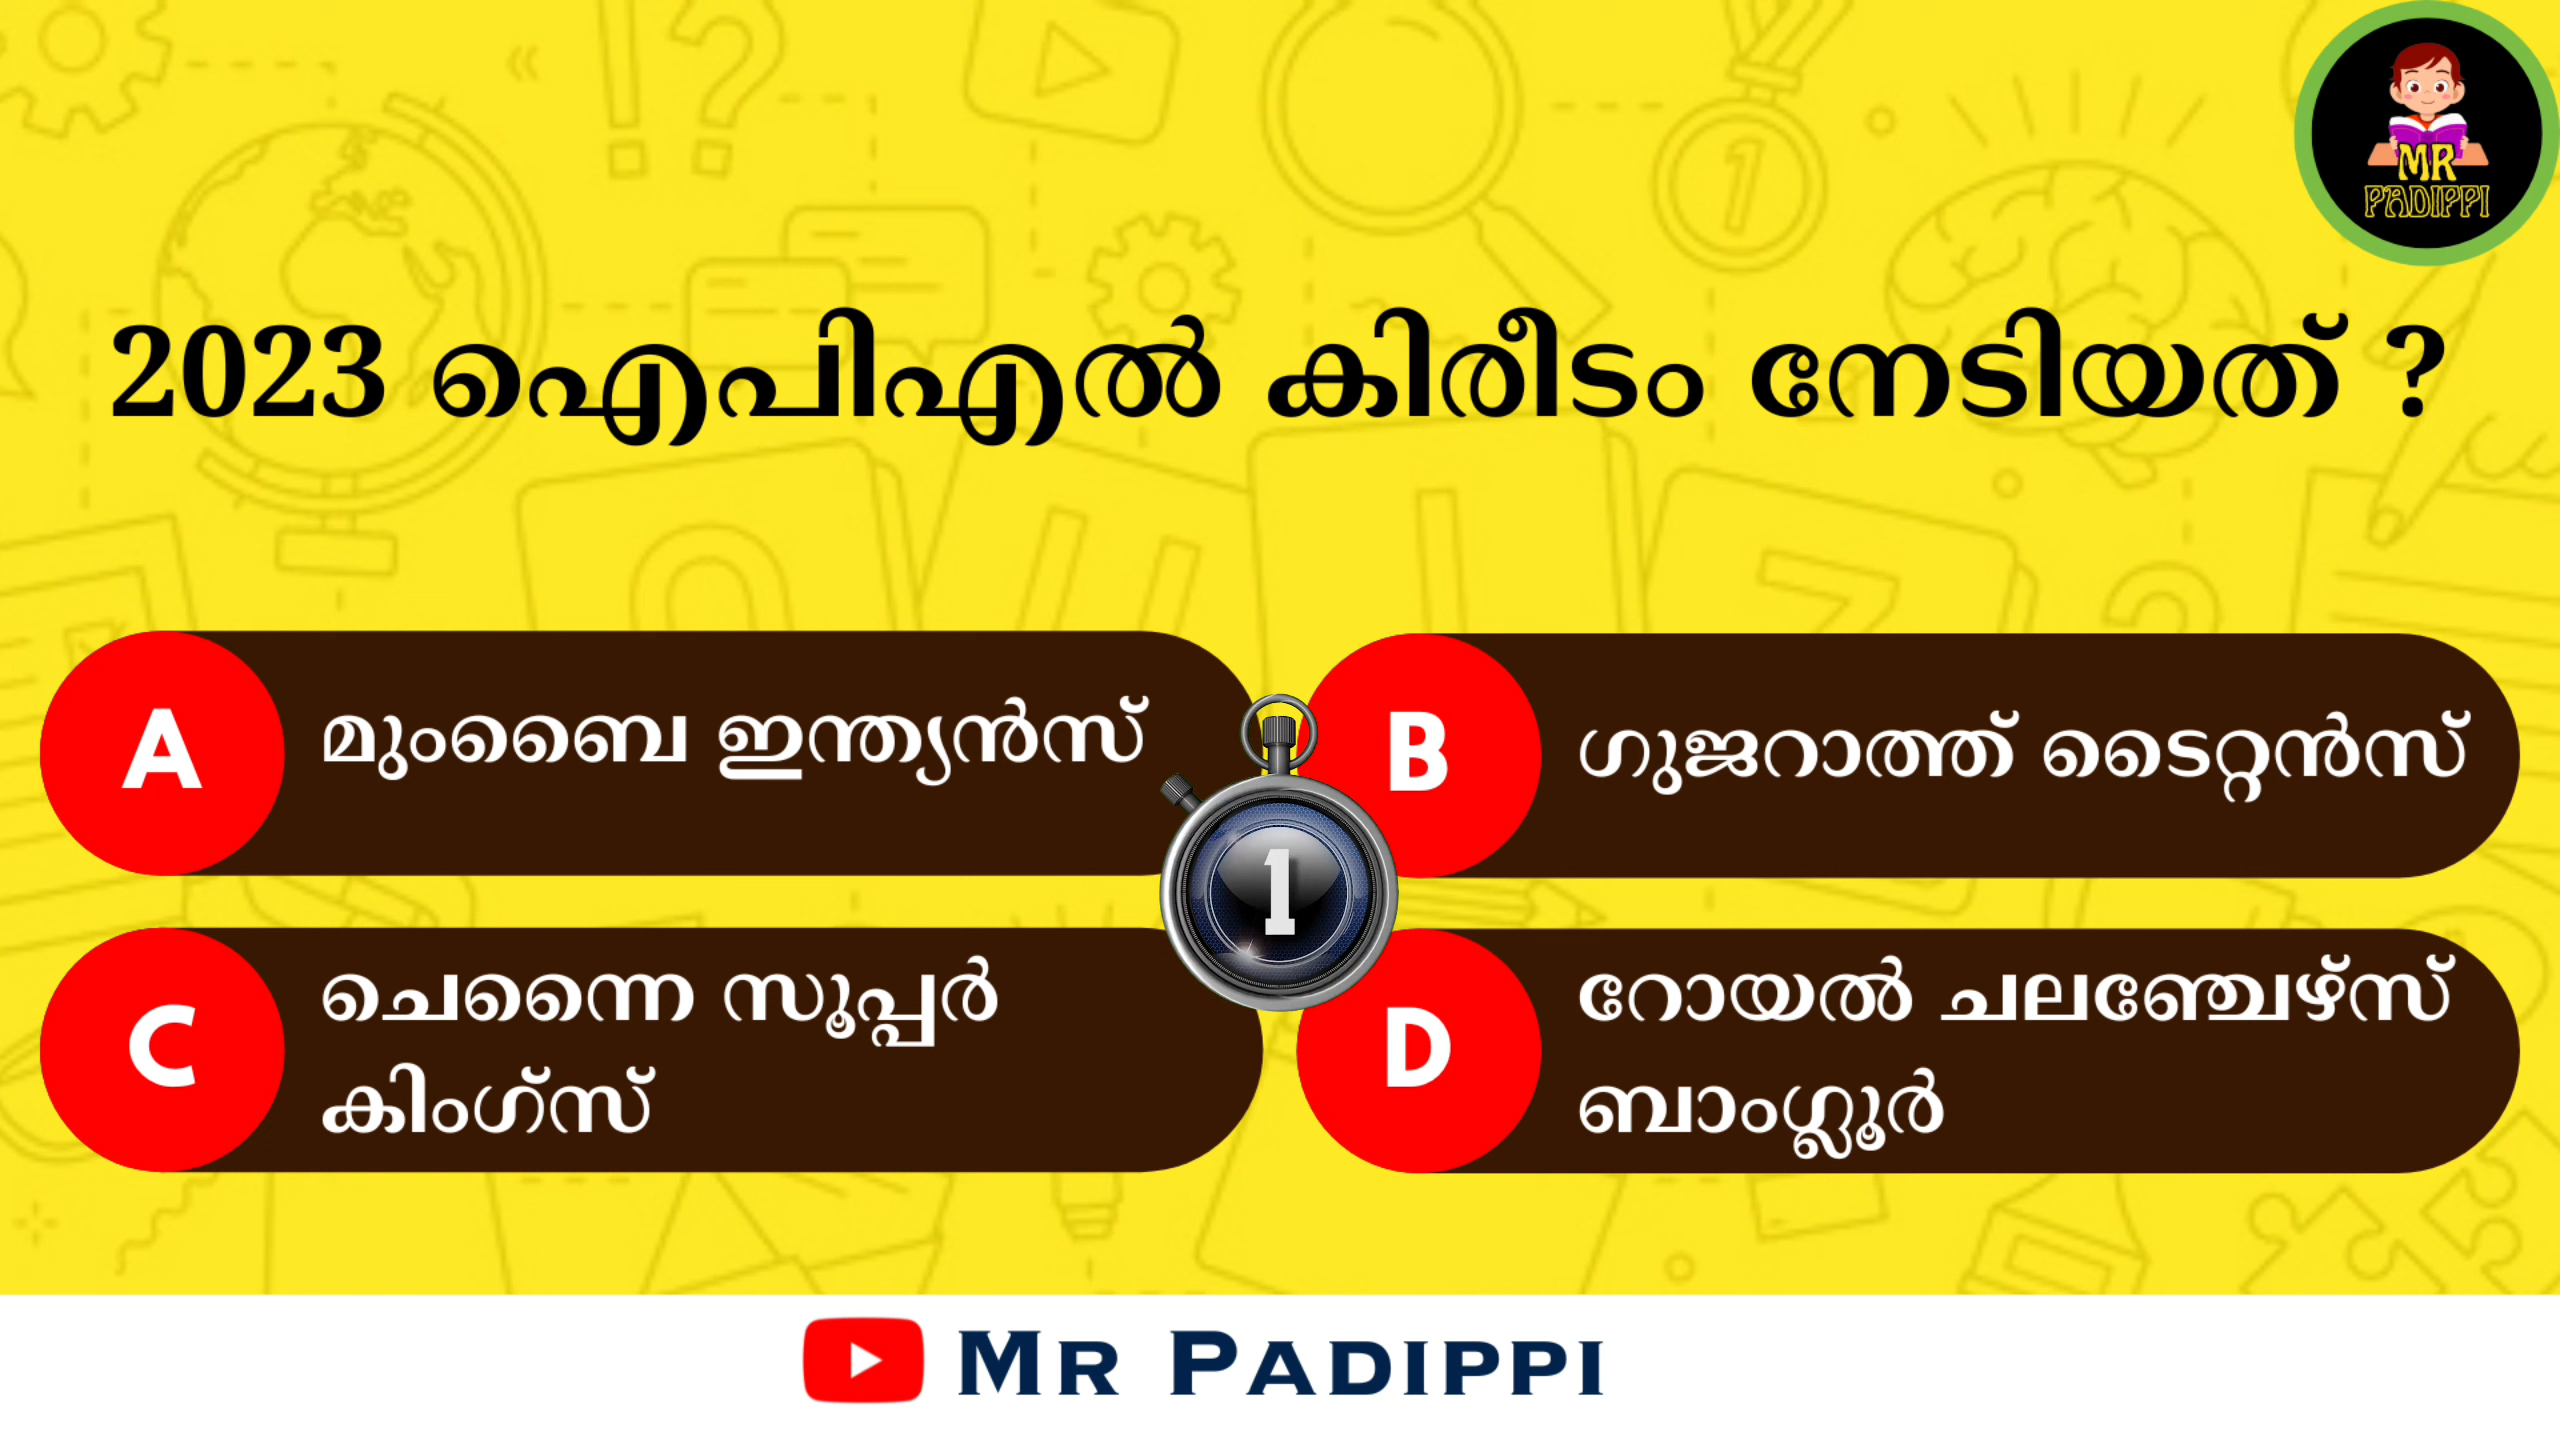 MR
PADIPPI
2023 ഐപിഎൽ കിരീടം നേടിയത് ?
A മുംബൈ ഇന്ത്യൻസ്
B ഗുജറാത്ത് ടൈറ്റൻസ്
1
C ചെന്നൈ സൂപ്പർ
കിംഗ്സ്
D റോയൽ ചലഞ്ചേഴ്സ്
ബാംഗ്ലൂർ
MR PADIPPI